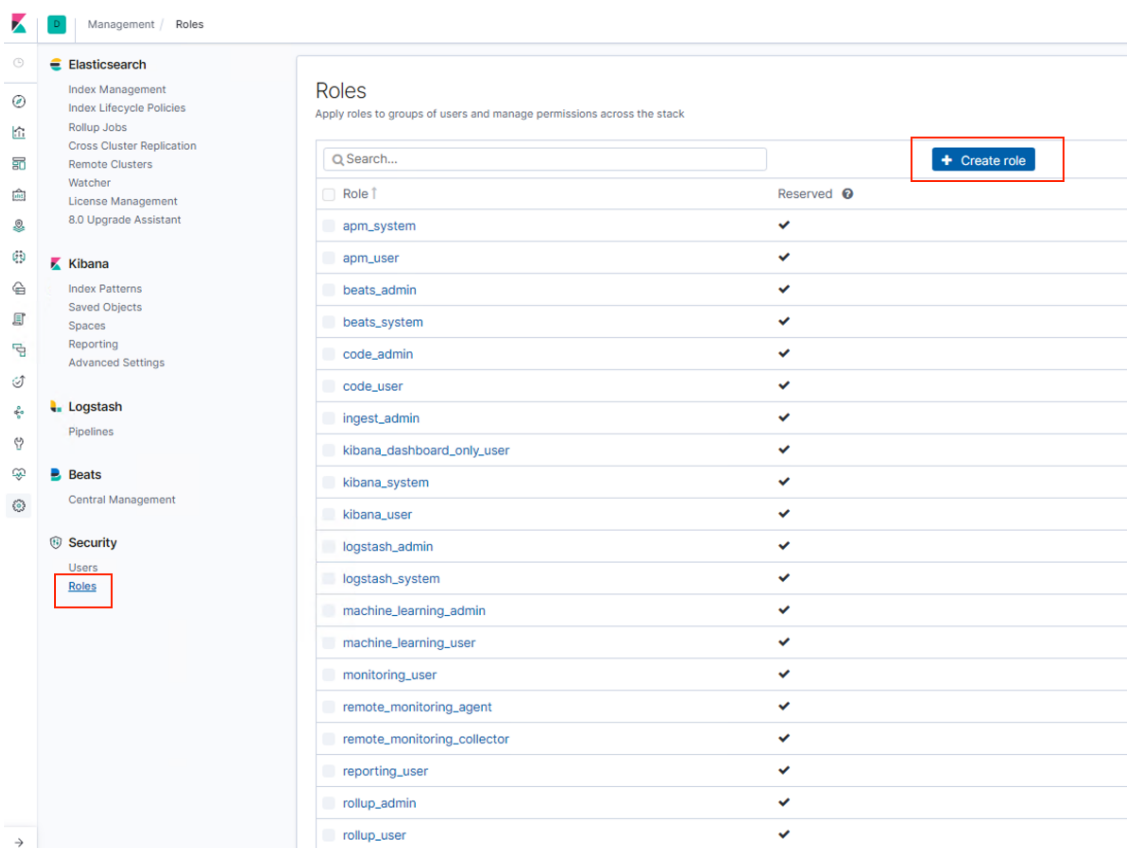 D Management / Roles
Elasticsearch
Index Management
Index Lifecycle Policies
Rollup Jobs
Cross Cluster Replication
Remote Clusters
Watcher
License Management
8.0 Upgrade Assistant
Kibana
Index Patterns
Saved Objects
Spaces
Reporting
Advanced Settings
Logstash
Pipelines
Beats
Central Management
Security
Users
Roles
Roles
Apply roles to groups of users and manage permissions across the stack
Search...
+ Create role
Role Reserved
apm_system
apm_user
beats_admin
beats_system
code_admin
code_user
ingest_admin
kibana_dashboard_only_user
kibana_system
kibana_user
logstash_admin
logstash_system
machine_learning_admin
machine_learning_user
monitoring_user
remote_monitoring_agent
remote_monitoring_collector
reporting_user
rollup_admin
rollup_user